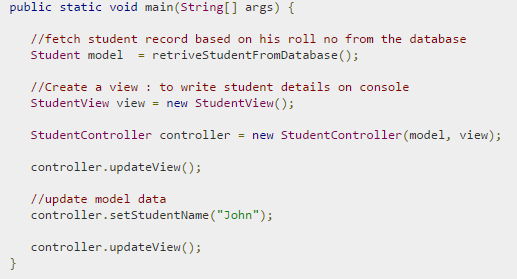 public static void main(String[] args) {
//fetch student record based on his roll no from the database
Student model  = retriveStudentFromDatabase();
//Create a view : to write student details on console
StudentView view = new StudentView();
StudentController controller = new StudentController(model, view);
controller.updateView();
//update model data
controller.setStudentName("John");
controller.updateView();
}